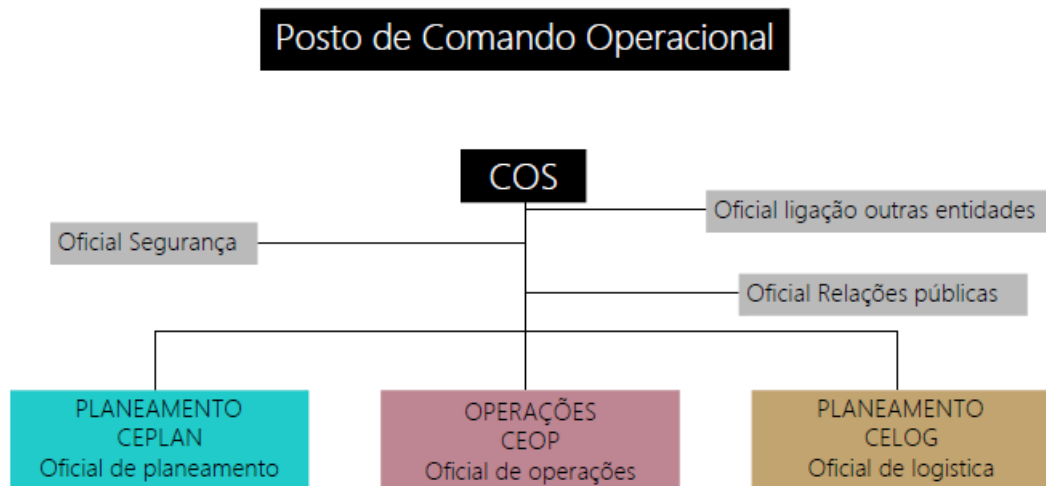 Posto de Comando Operacional
COS
Oficial ligação outras entidades
Oficial Segurança
Oficial Relações públicas
PLANEAMENTO
CEPLAN
Oficial de planeamento
OPERAÇÕES
CEOP
Oficial de operações
PLANEAMENTO
CELOG
Oficial de logistica